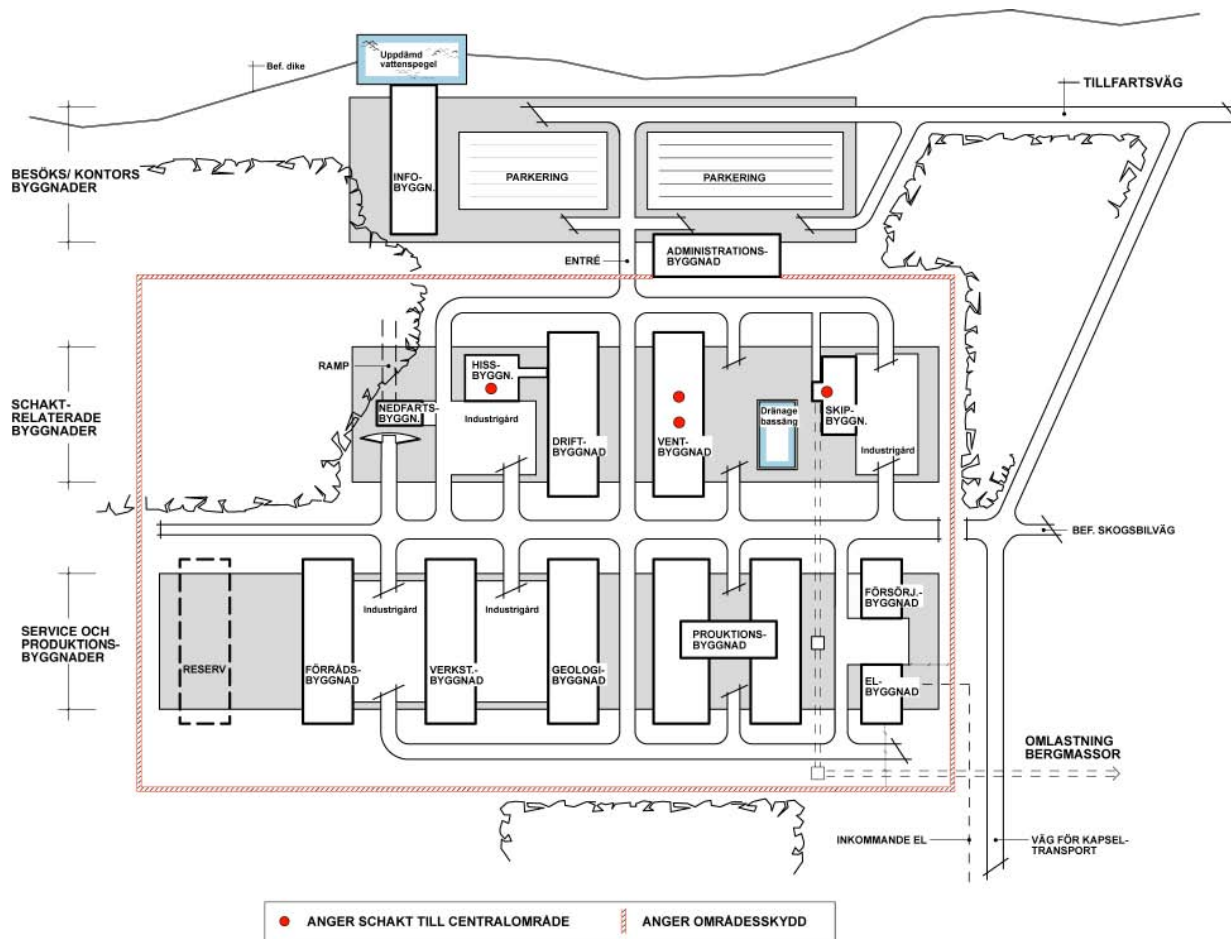 Uppdämd
vattenspegel
Bef. dike
TILLFARTSVÄG
BESÖKS/ KONTORS
BYGGNADER
INFO-
BYGGN.
PARKERING
PARKERING
ENTRÉ
ADMINISTRATIONS-
BYGGNAD
RAMP
HISS-
BYGGN.
SCHAKT-
RELATERADE
BYGGNADER
NEDFARTS-
BYGGN.
Industrigård
DRIFT-
BYGGNAD
VENT-
BYGGNAD
Dränage
bassäng
SKIP-
BYGGN.
Industrigård
BEF. SKOGSBILVÄG
SERVICE OCH
PRODUKTIONS-
BYGGNADER
RESERV
FÖRRÅDS-
BYGGNAD
Industrigård
VERKST.-
BYGGNAD
Industrigård
GEOLOGI-
BYGGNAD
PROUKTIONS-
BYGGNAD
FÖRSÖRJ.-
BYGGNAD
EL-
BYGGNAD
OMLASTNING
BERGMASSOR
INKOMMANDE EL
VÄG FÖR KAPSEL-
TRANSPORT
ANGER SCHAKT TILL CENTRALOMRÅDE
ANGER OMRÅDESSKYDD